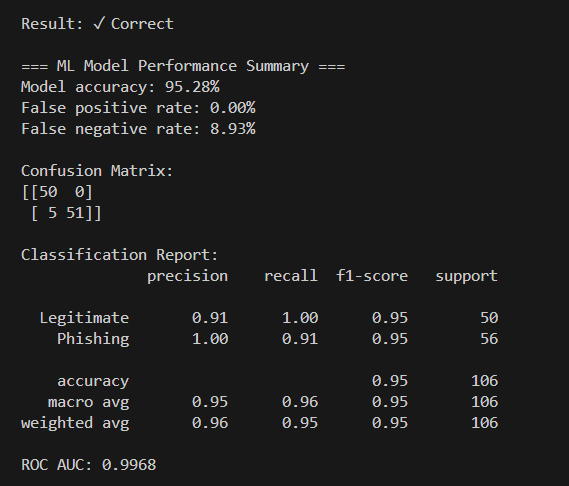 Result: ✓ Correct
=== ML Model Performance Summary ===
Model accuracy: 95.28%
False positive rate: 0.00%
False negative rate: 8.93%
Confusion Matrix:
[[50  0]
 [ 5 51]]
Classification Report:
              precision    recall  f1-score   support
  Legitimate       0.91      1.00      0.95        50
    Phishing       1.00      0.91      0.95        56
    accuracy                           0.95       106
   macro avg       0.95      0.96      0.95       106
weighted avg       0.96      0.95      0.95       106
ROC AUC: 0.9968